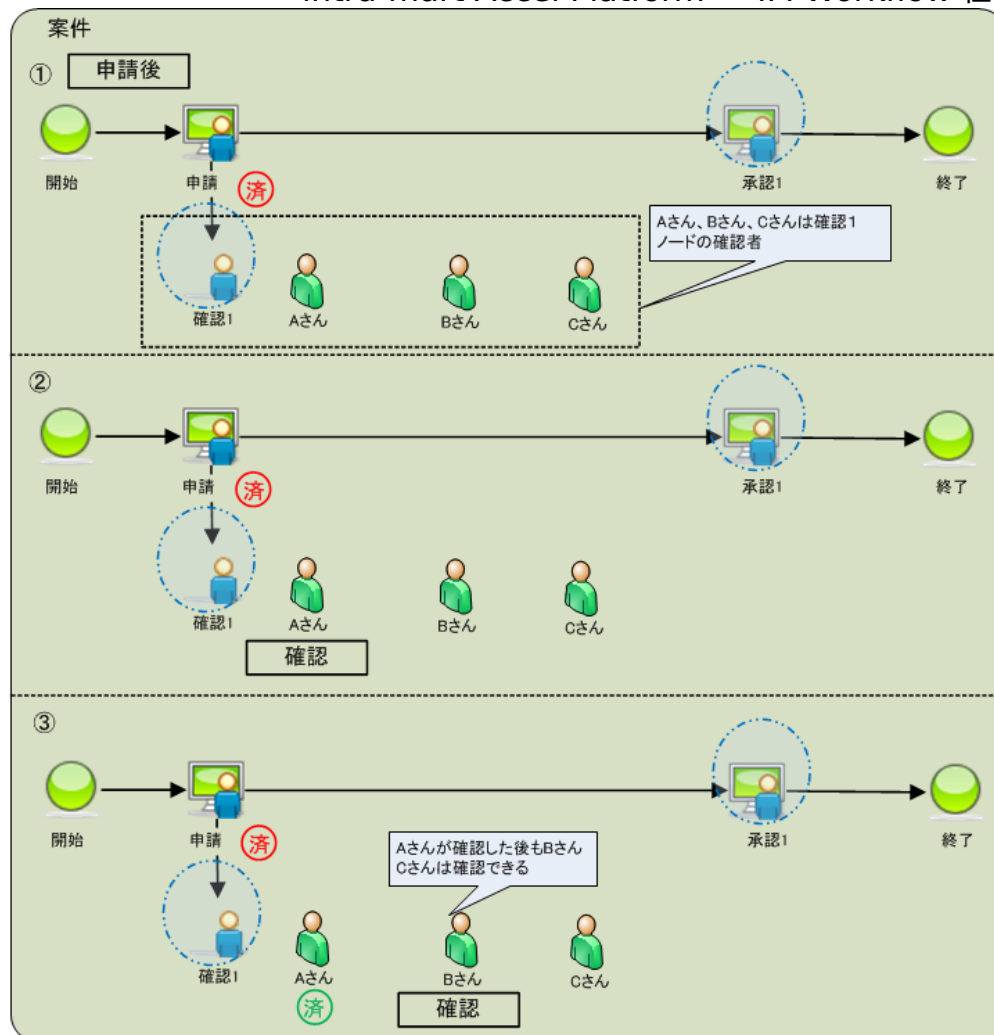 intra-mart Accel Platform — IM-Workflow
案件
① 申請後
開始
申請
済
承認1
終了
Aさん、Bさん、Cさんは確認1
ノードの確認者
確認1
Aさん
Bさん
Cさん
②
開始
申請
済
承認1
終了
確認1
Aさん
Bさん
Cさん
確認
③
開始
申請
済
承認1
終了
Aさんが確認した後もBさん
Cさんは確認できる
確認1
Aさん
Bさん
Cさん
済
確認